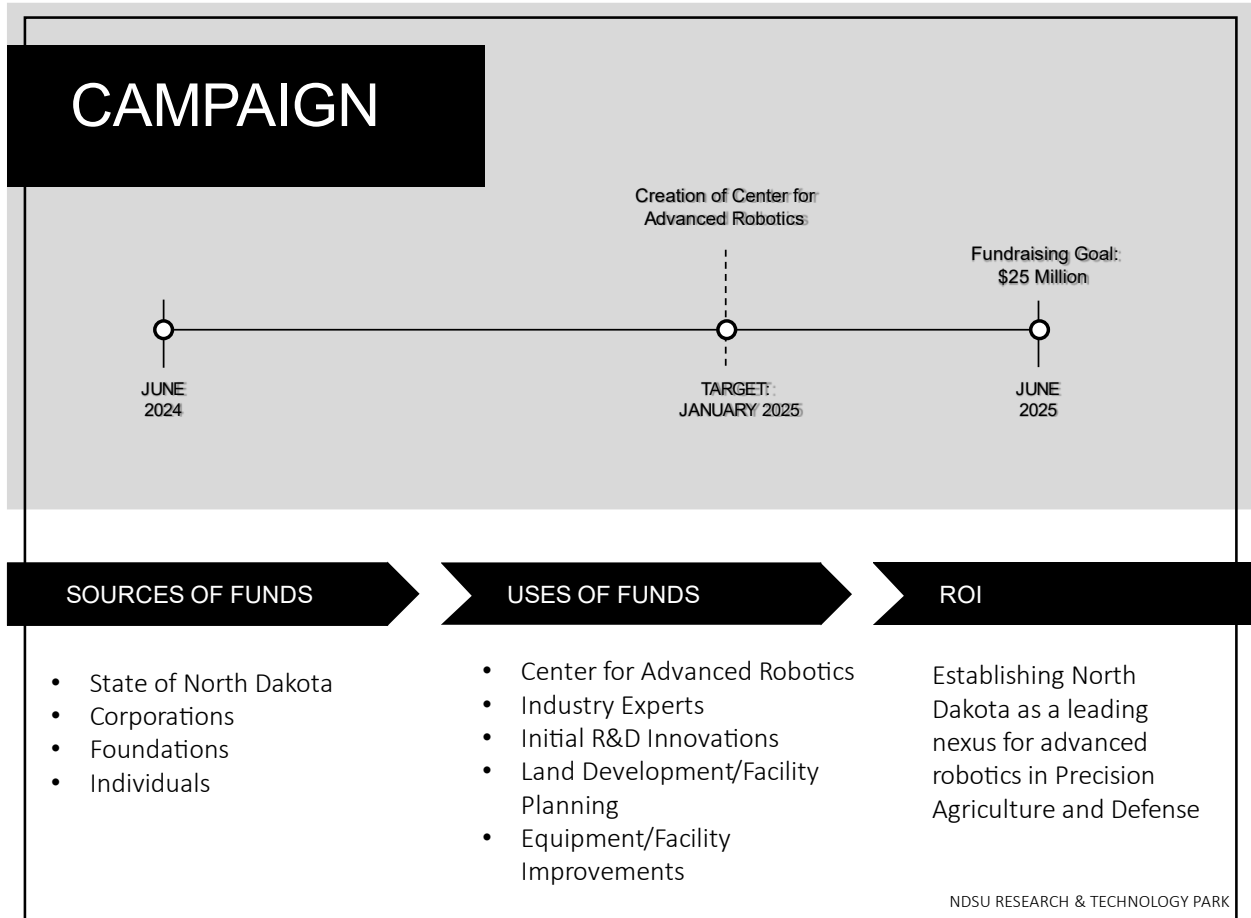 CAMPAIGN
Creation of Center for
Advanced Robotics
Fundraising Goal:
$25 Million
JUNE
2024
TARGET:
JANUARY 2025
JUNE
2025
SOURCES OF FUNDS
• State of North Dakota
• Corporations
• Foundations
• Individuals
USES OF FUNDS
• Center for Advanced Robotics
• Industry Experts
• Initial R&D Innovations
• Land Development/Facility
Planning
• Equipment/Facility
Improvements
ROI
Establishing North
Dakota as a leading
nexus for advanced
robotics in Precision
Agriculture and Defense
NDSU RESEARCH & TECHNOLOGY PARK